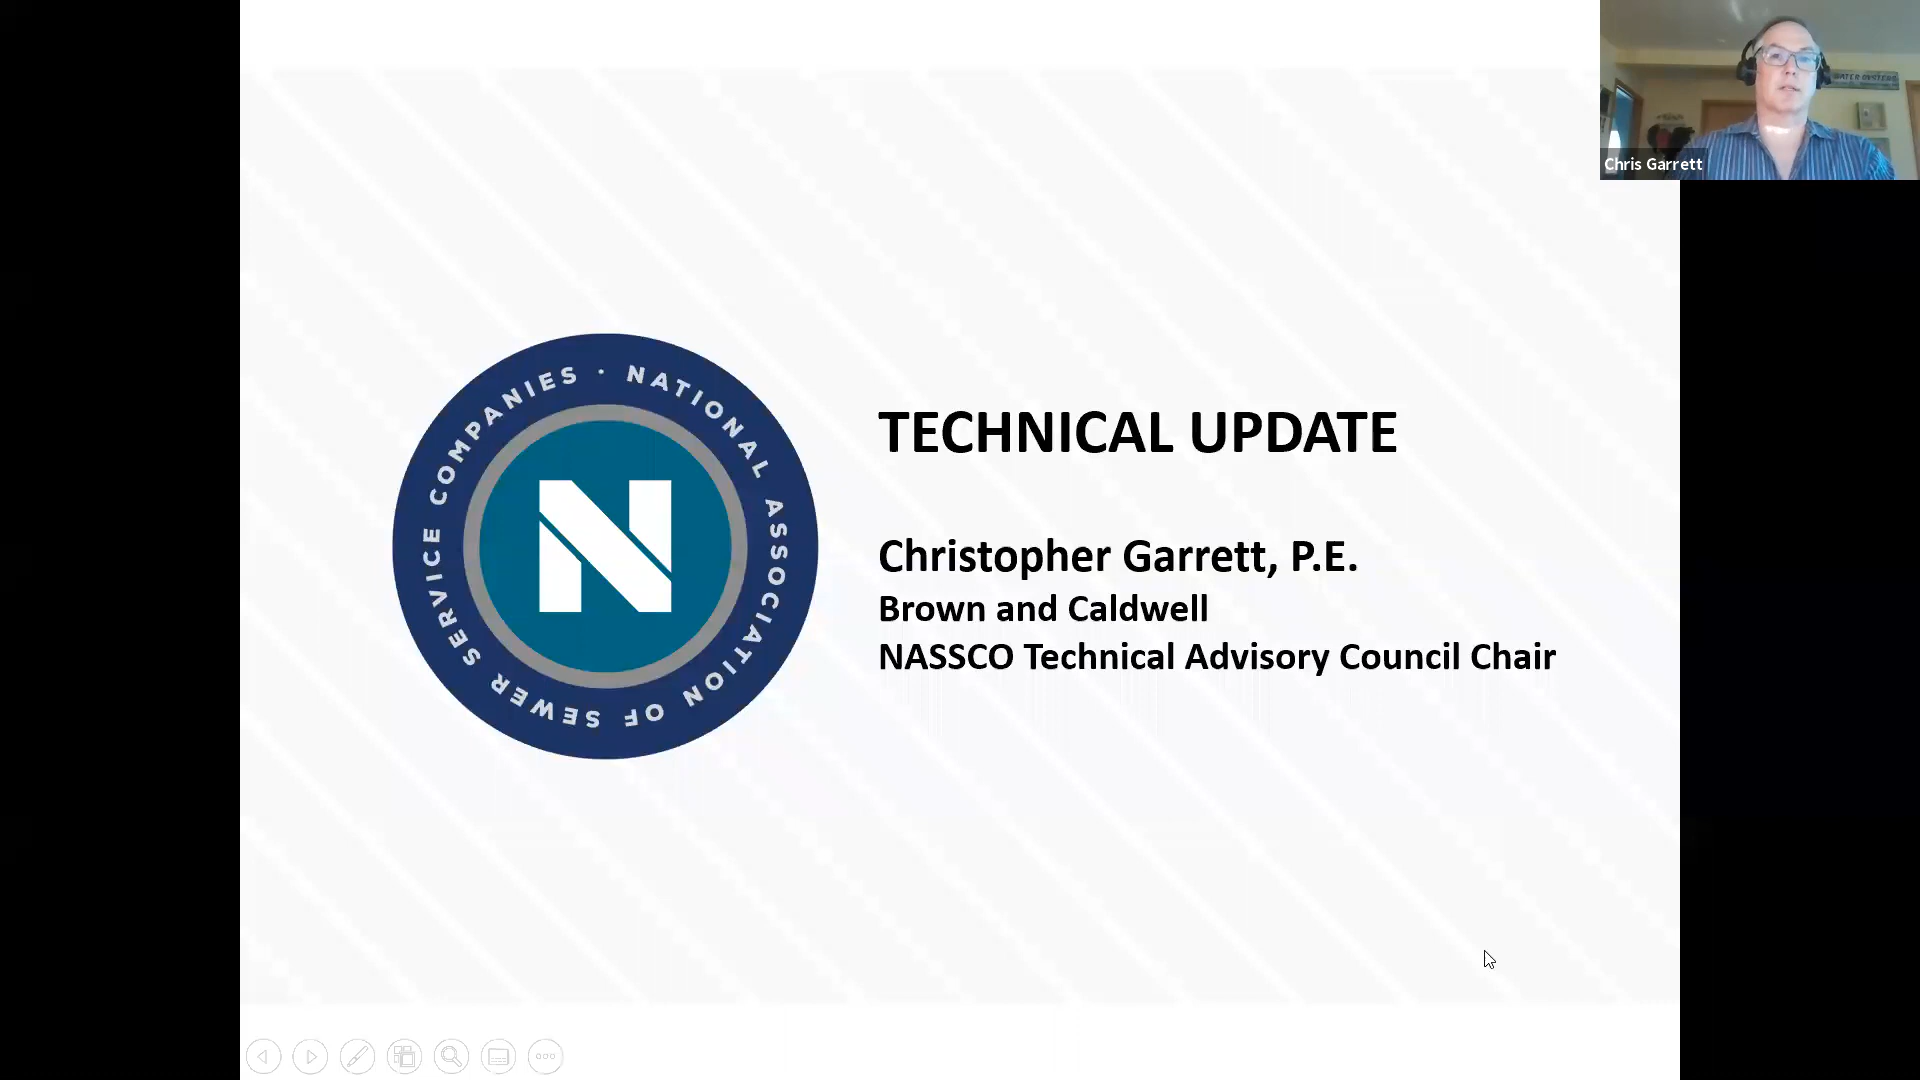 TECHNICAL UPDATE
Christopher Garrett, P.E.
Brown and Caldwell
NASSCO Technical Advisory Council Chair
NATIONAL ASSOCIATION OF SEWER SERVICE COMPANIES ·
N
Chris Garrett